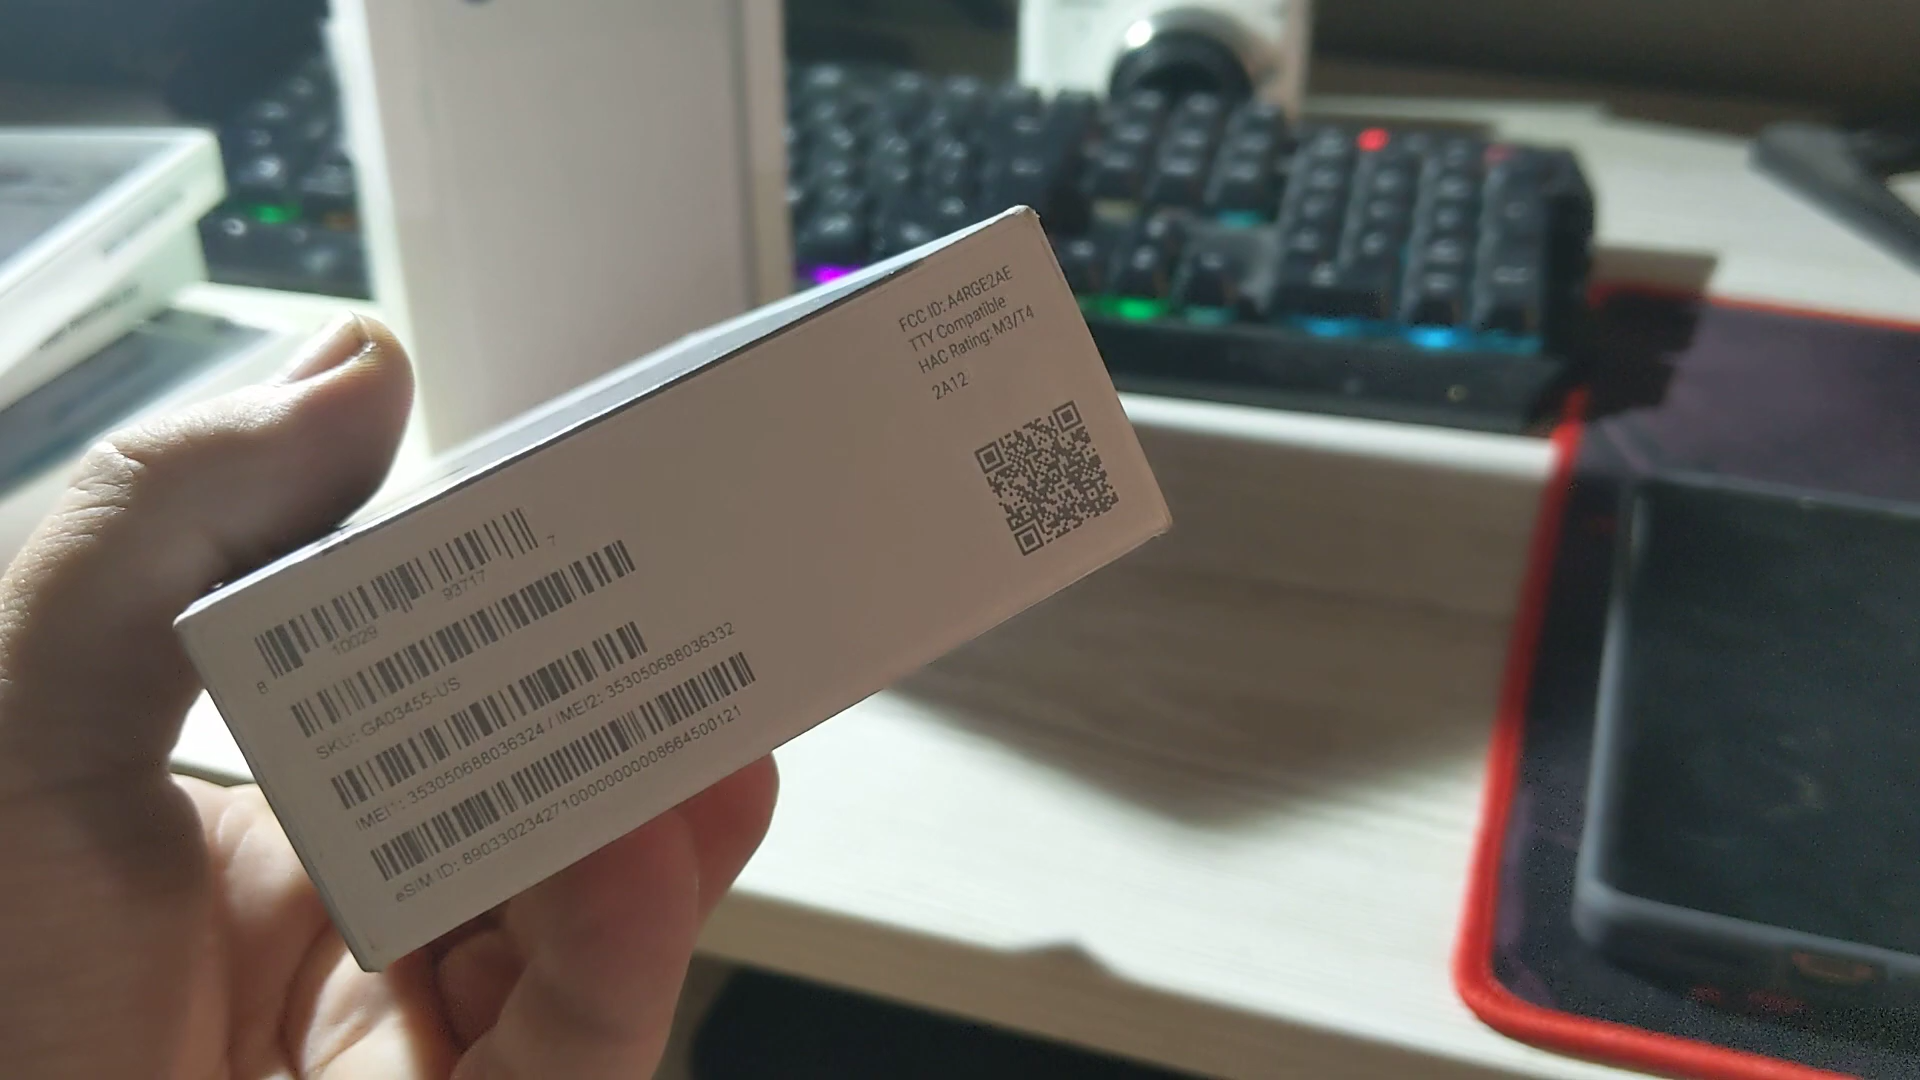 8 10029 93717 7
SKU: GA03455-US
IMEI1: 353050688036324 / IMEI2: 353050688036332
eSIM ID: 89033023427100000000008664500121
FCC ID: A4RGE2AE
TTY Compatible
HAC Rating: M3/T4
2A12